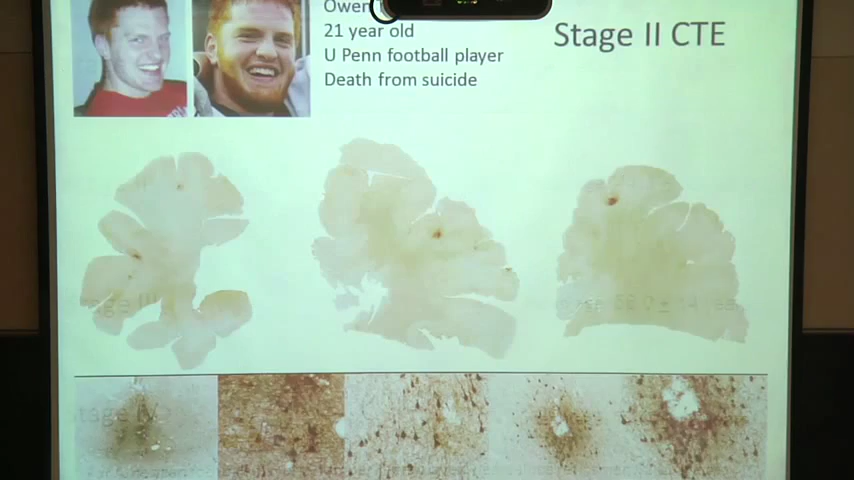 Owen
Stage II CTE
21 year old
U Penn football player
Death from suicide